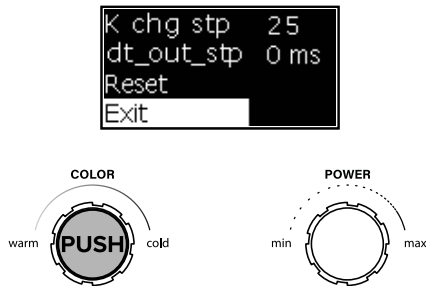 K chg stp 25
dt_out_stp 0 ms
Reset
Exit
COLOR
POWER
warm PUSH cold
min max